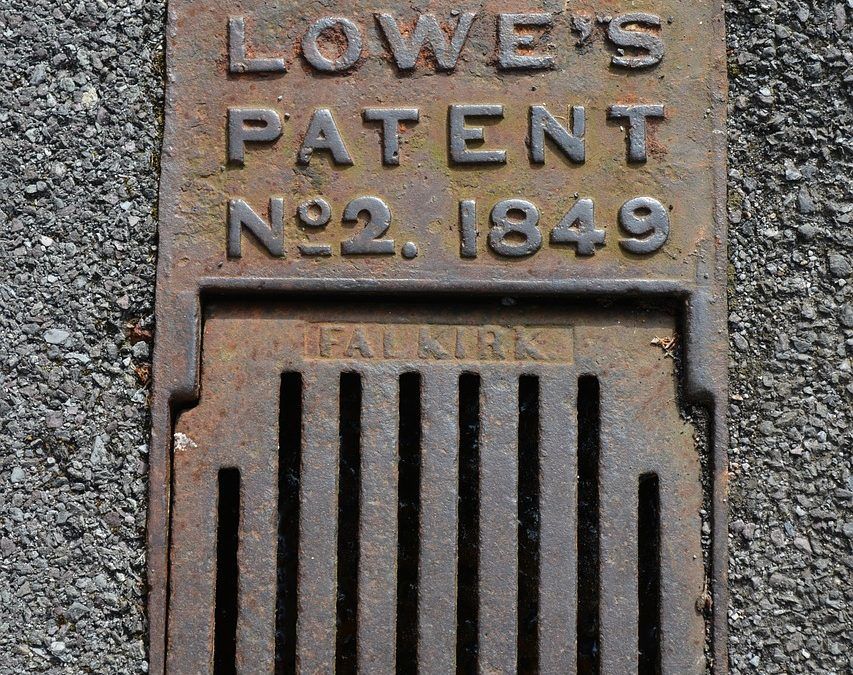 LOWE'S
PATENT
Nº2. 1849
FALKIRK.